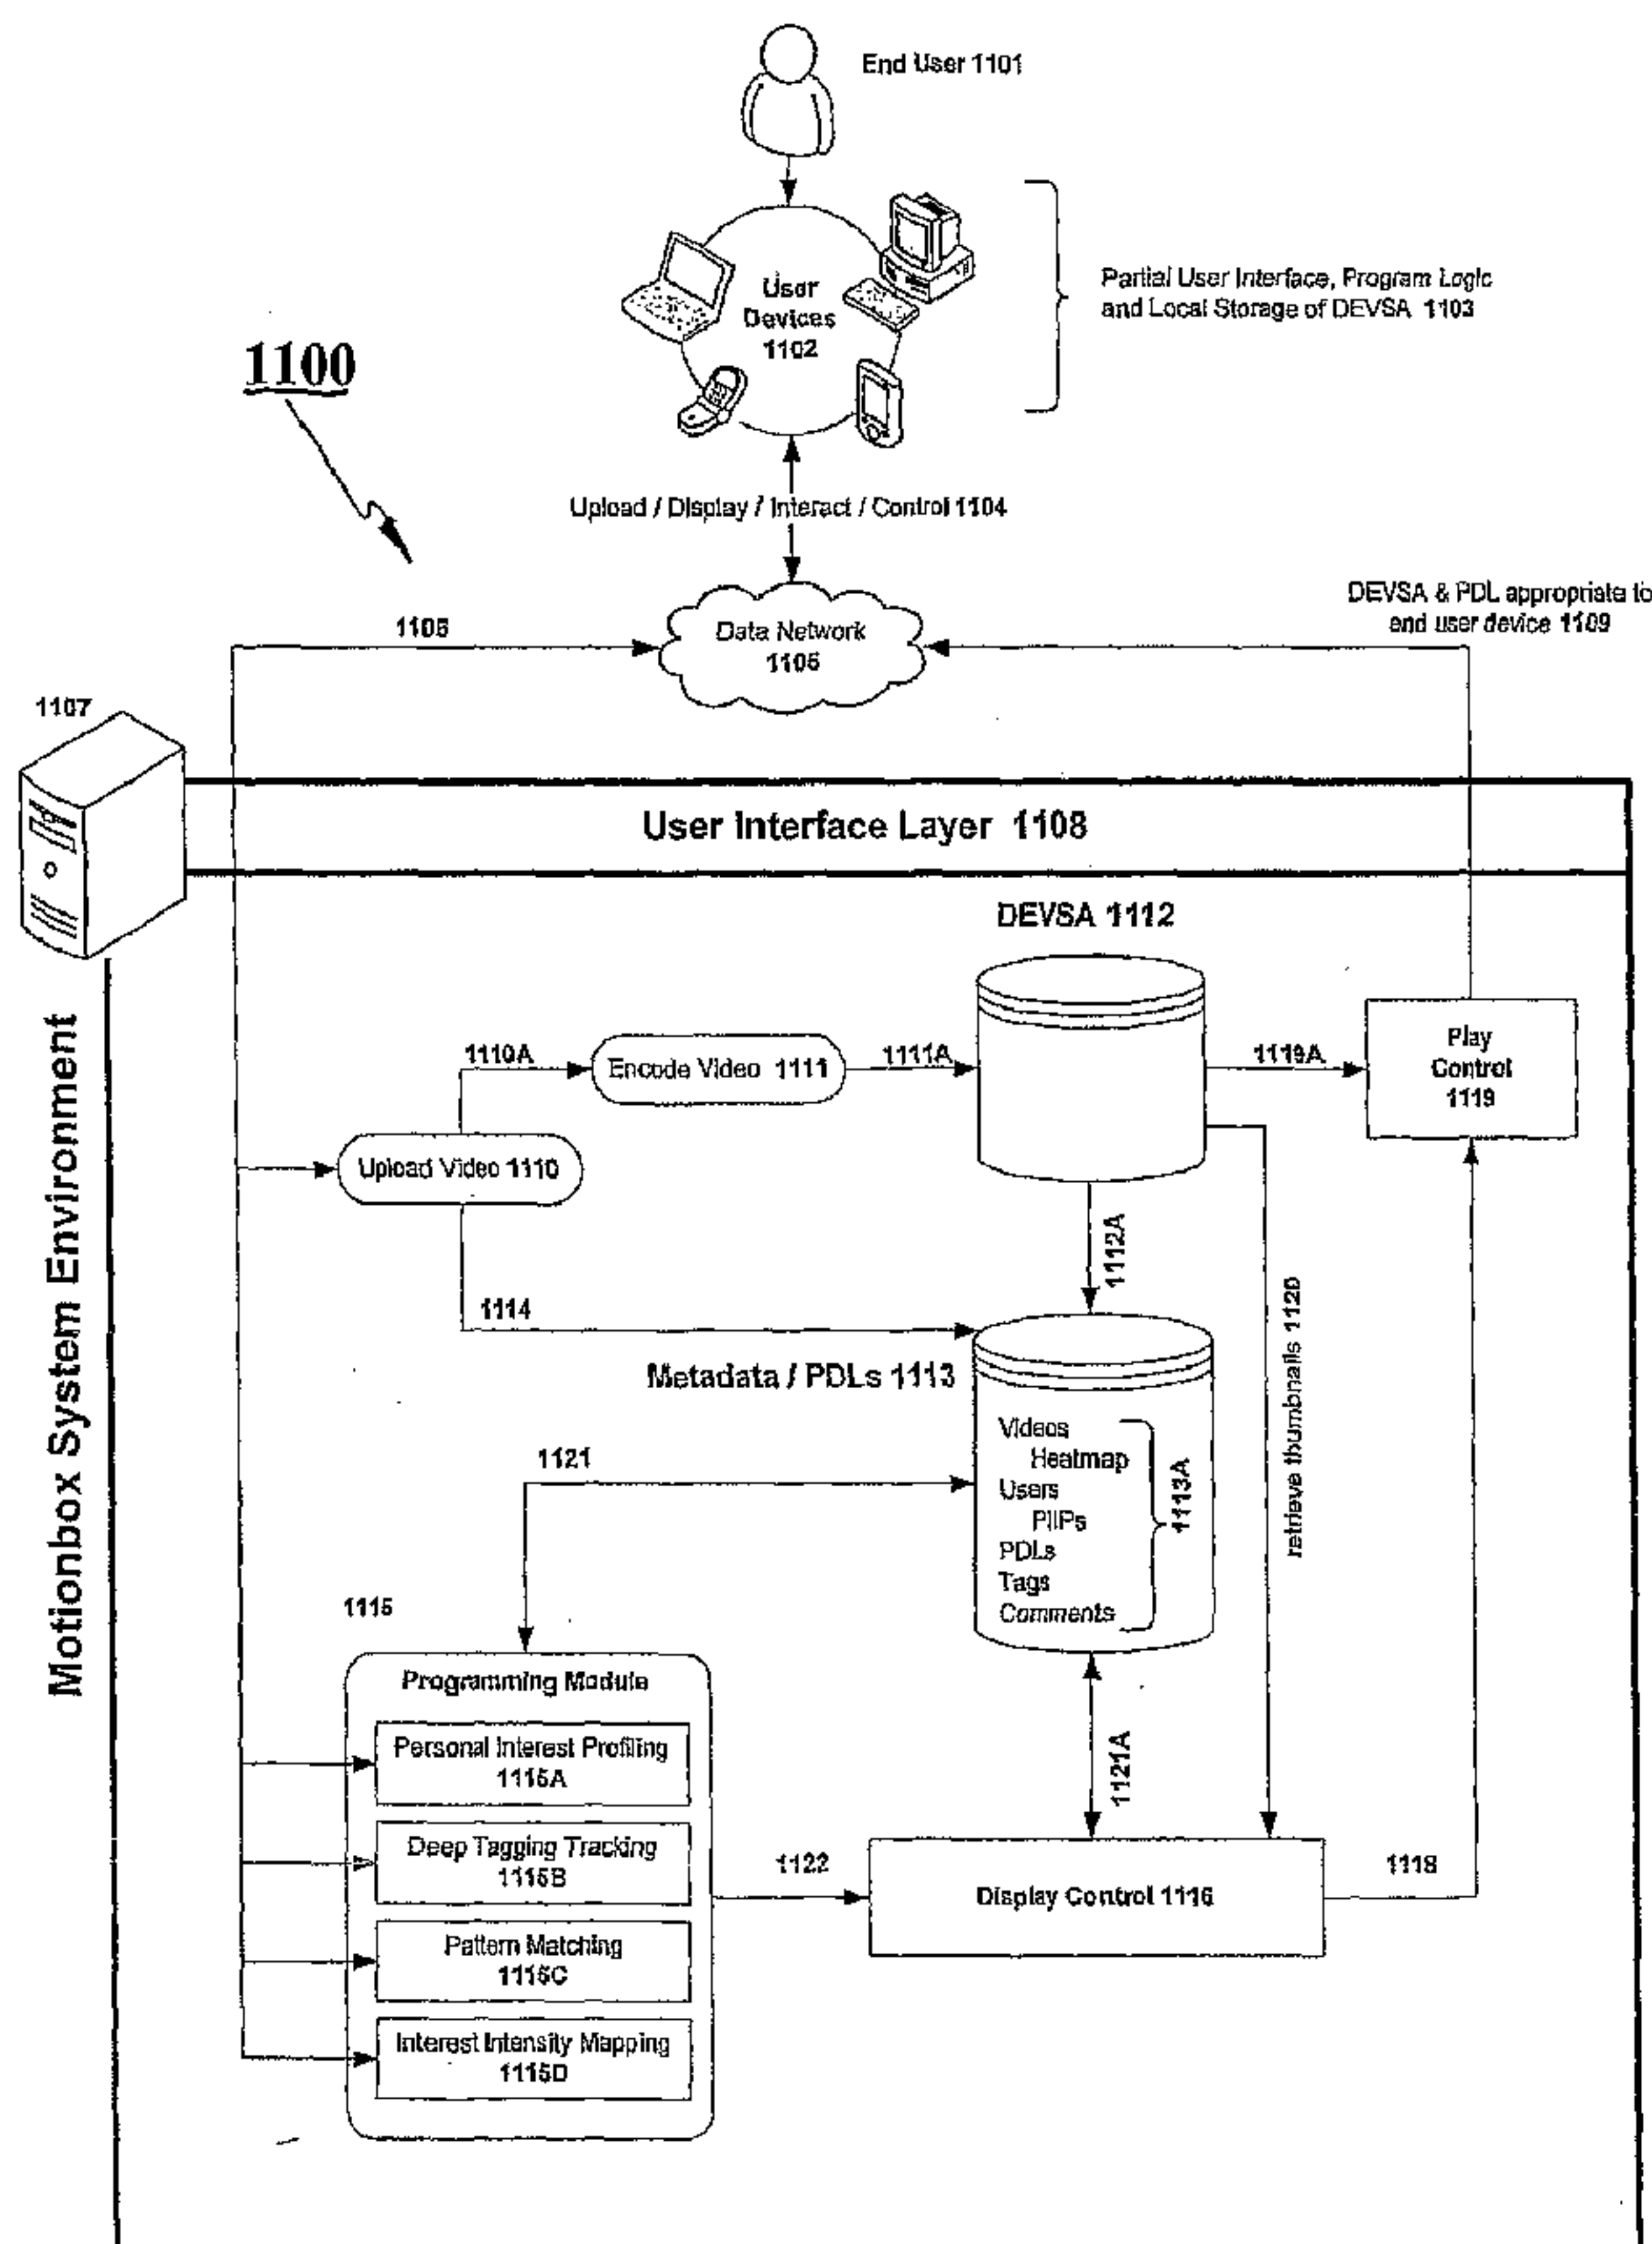 End User 1101
User
Devices
1102
Partial User Interface, Program Logic
and Local Storage of DEVSA 1103
1100
Upload / Display / Interact / Control 1104
DEVSA & PDL appropriate to
end user device 1109
1106
Data Network
1105
1107
User Interface Layer 1108
DEVSA 1112
Motionbox System Environment
1110A
Encode Video 1111
1111A
1119A
Play
Control
1119
Upload Video 1110
1112A
1114
retrieve thumbnails 1120
Metadata / PDLs 1113
Videos
Heatmap
Users
PIIPs
PDLs
Tags
Comments
1113A
1121
1115
Programming Module
Personal Interest Profiling
1115A
Deep Tagging Tracking
1115B
Pattern Matching
1115C
Interest Intensity Mapping
1115D
1121A
1122
Display Control 1116
1118